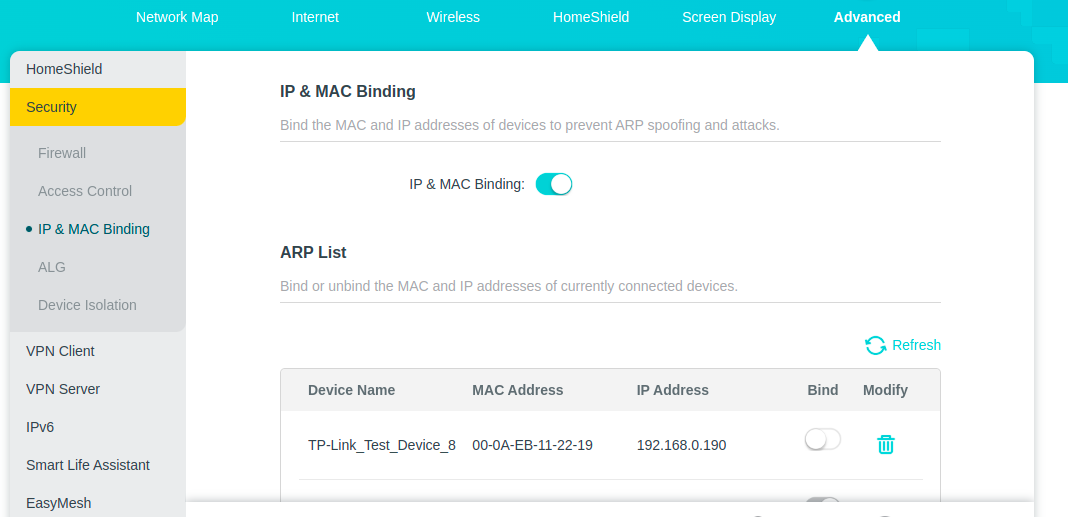 Network Map Internet Wireless HomeShield Screen Display Advanced
HomeShield
Security
Firewall
Access Control
IP & MAC Binding
ALG
Device Isolation
VPN Client
VPN Server
IPv6
Smart Life Assistant
EasyMesh
IP & MAC Binding
Bind the MAC and IP addresses of devices to prevent ARP spoofing and attacks.
IP & MAC Binding:
ARP List
Bind or unbind the MAC and IP addresses of currently connected devices.
Refresh
Device Name MAC Address IP Address Bind Modify
TP-Link_Test_Device_8 00-0A-EB-11-22-19 192.168.0.190